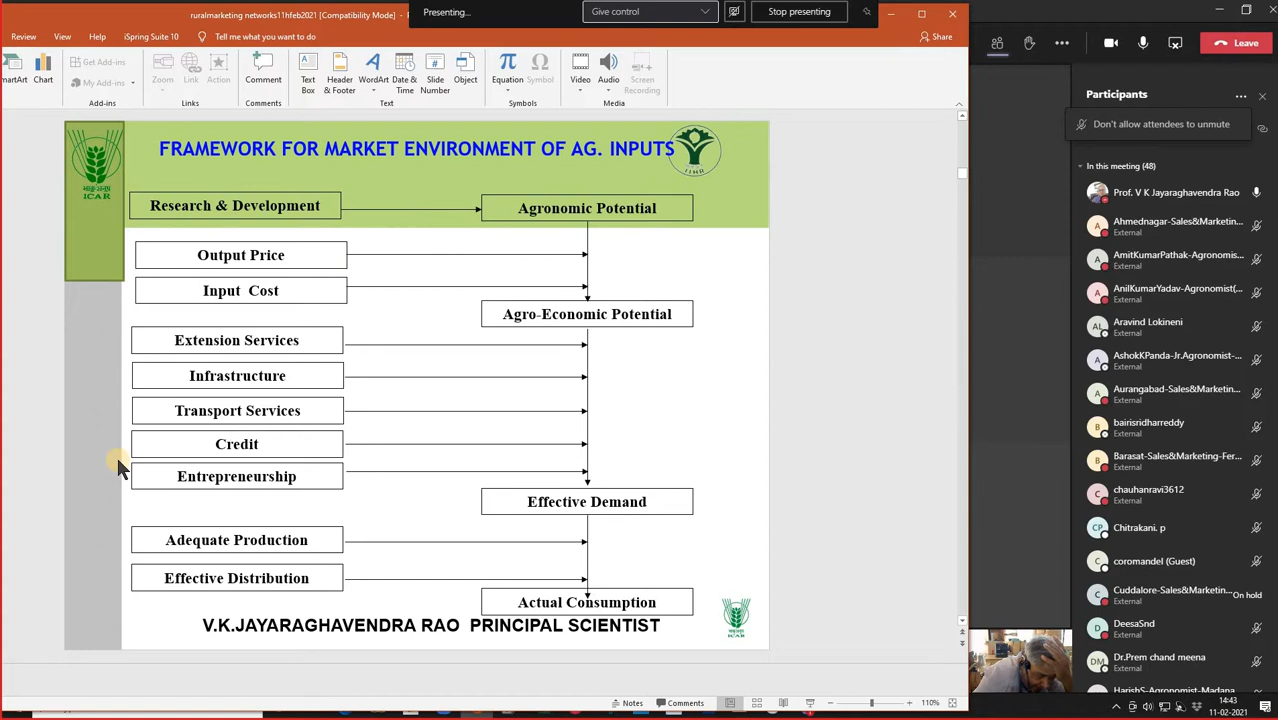 ruralmarketing networks11hfeb2021 [Compatibility Mode] -
Presenting...
Give control
Stop presenting
Review View Help iSpring Suite 10 Tell me what you want to do
Share
Leave
martArt Chart
Get Add-ins
My Add-ins
Add-ins
Zoom Link Action
Links
Comment
Comments
Text Box
Header & Footer
WordArt
Date & Time
Slide Number
Object
Text
Equation Symbol
Symbols
Video Audio Screen Recording
Media
FRAMEWORK FOR MARKET ENVIRONMENT OF AG. INPUTS
ICAR
Research & Development
Agronomic Potential
Output Price
Input Cost
Agro-Economic Potential
Extension Services
Infrastructure
Transport Services
Credit
Entrepreneurship
Effective Demand
Adequate Production
Effective Distribution
Actual Consumption
V.K.JAYARAGHAVENDRA RAO PRINCIPAL SCIENTIST
ICAR
Notes Comments 110%
Participants
Don't allow attendees to unmute
In this meeting (48)
Prof. V K Jayaraghavendra Rao
A Ahmednagar-Sales&Marketin...
External
A AmitKumarPathak-Agronomis...
External
A AnilKumarYadav-Agronomist(...
External
AL Aravind Lokineni
External
A AshokKPanda-Jr.Agronomist-...
External
A Aurangabad-Sales&Marketin...
External
B bairisridharreddy
External
B Barasat-Sales&Marketing-Fer...
External
C chauhanravi3612
External
CP Chitrakani. p
C coromandel (Guest)
C Cuddalore-Sales&Marketin...
External
On hold
D DeesaSnd
External
DM Dr.Prem chand meena
External
HarishS-Agronomist-Madana...
14:43
11-02-2021